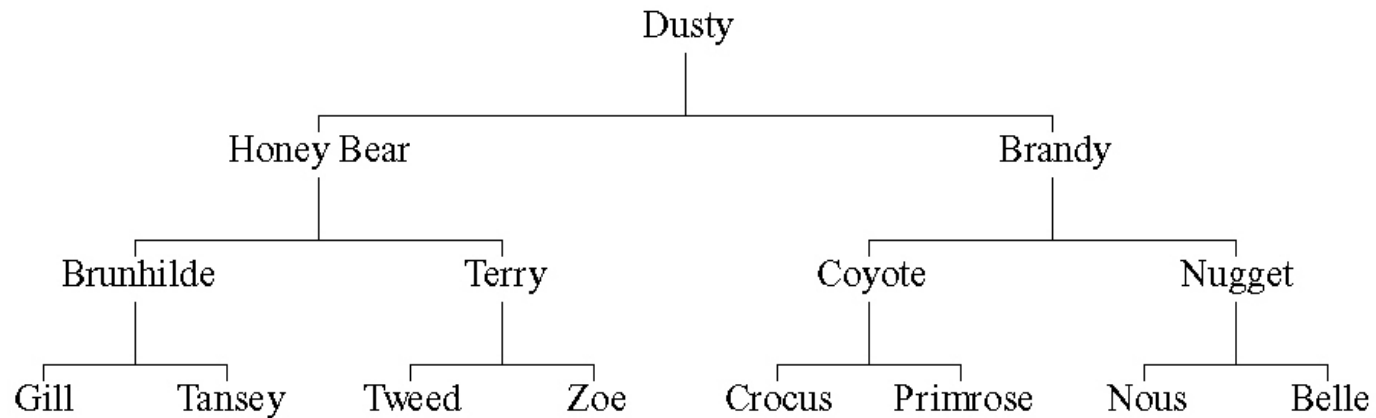 Dusty
Honey Bear Brandy
Brunhilde Terry Coyote Nugget
Gill Tansey Tweed Zoe Crocus Primrose Nous Belle